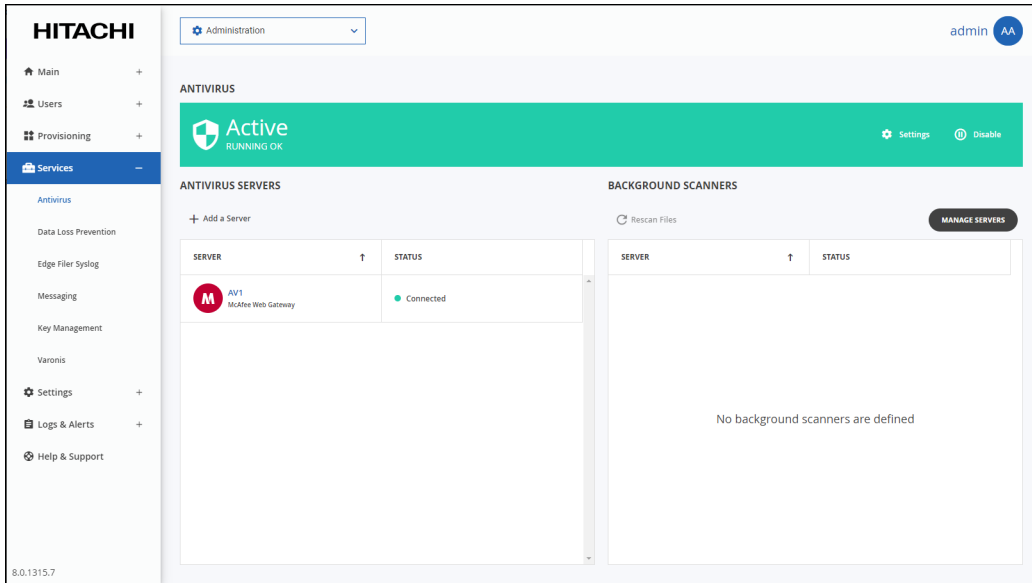 HITACHI
Administration
admin AA
Main
Users
Provisioning
Services
Antivirus
Data Loss Prevention
Edge Filer Syslog
Messaging
Key Management
Varonis
Settings
Logs & Alerts
Help & Support
8.0.1315.7
ANTIVIRUS
Active
RUNNING OK
Settings
Disable
ANTIVIRUS SERVERS
+ Add a Server
SERVER ↑ STATUS
M AV1
McAfee Web Gateway
Connected
BACKGROUND SCANNERS
Rescan Files
MANAGE SERVERS
SERVER ↑ STATUS
No background scanners are defined